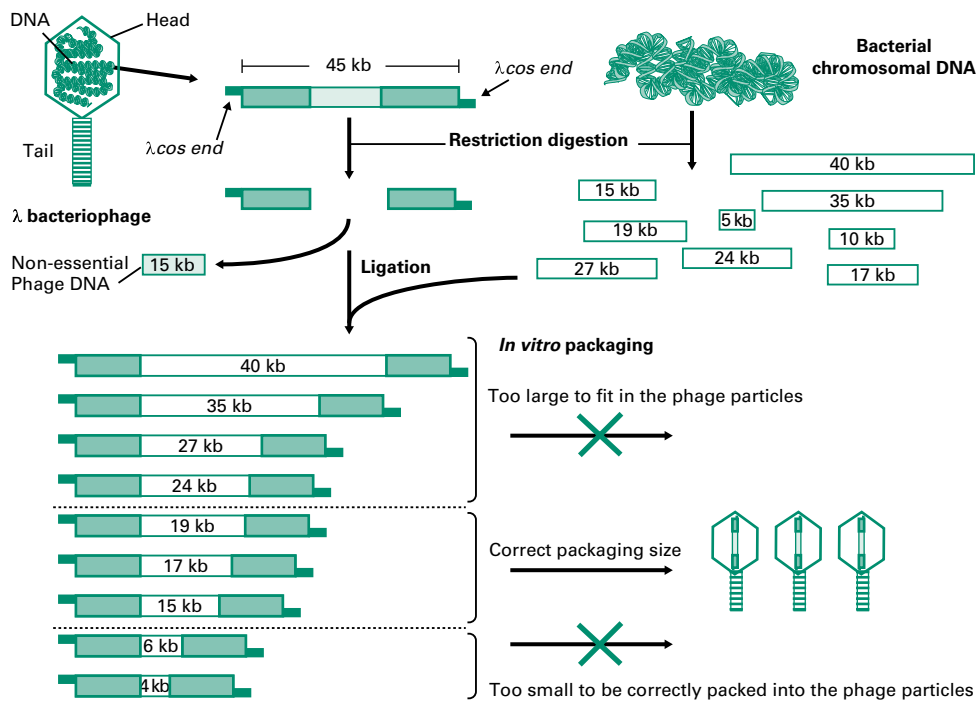 DNA
Head
45 kb
λcos end
Bacterial
chromosomal DNA
λcos end
Tail
Restriction digestion
λ bacteriophage
40 kb
15 kb
35 kb
5 kb
19 kb
10 kb
24 kb
27 kb
17 kb
Non-essential
Phage DNA
15 kb
Ligation
In vitro packaging
40 kb
Too large to fit in the phage particles
35 kb
27 kb
24 kb
19 kb
Correct packaging size
17 kb
15 kb
6 kb
4kb
Too small to be correctly packed into the phage particles